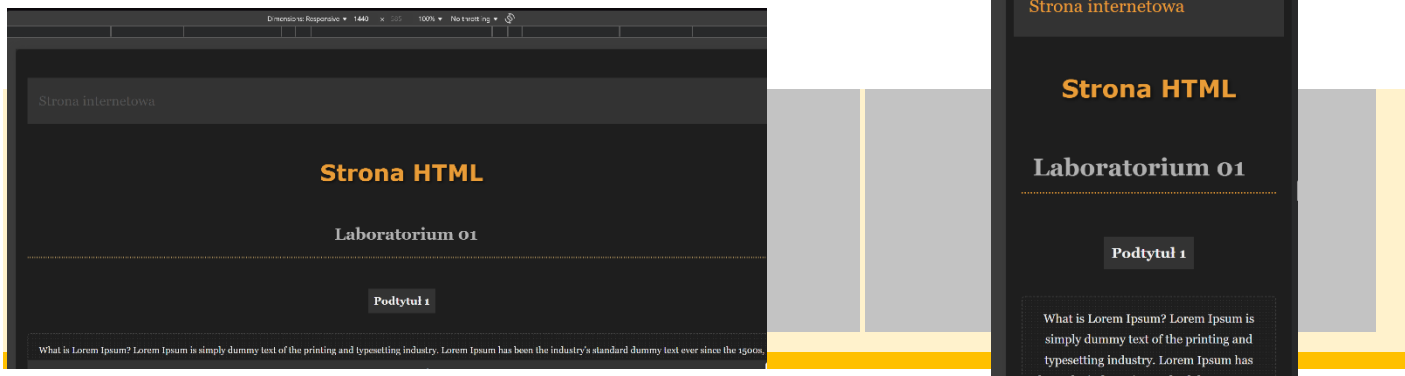 Dimensions: Responsive ▼ 1440 × 585 100% ▼ No throttling ▼
Strona internetowa
Strona HTML
Laboratorium 01
Podtytuł 1
What is Lorem Ipsum? Lorem Ipsum is simply dummy text of the printing and typesetting industry. Lorem Ipsum has been the industry's standard dummy text ever since the 1500s,
Strona internetowa
Strona HTML
Laboratorium 01
Podtytuł 1
What is Lorem Ipsum? Lorem Ipsum is
simply dummy text of the printing and
typesetting industry. Lorem Ipsum has